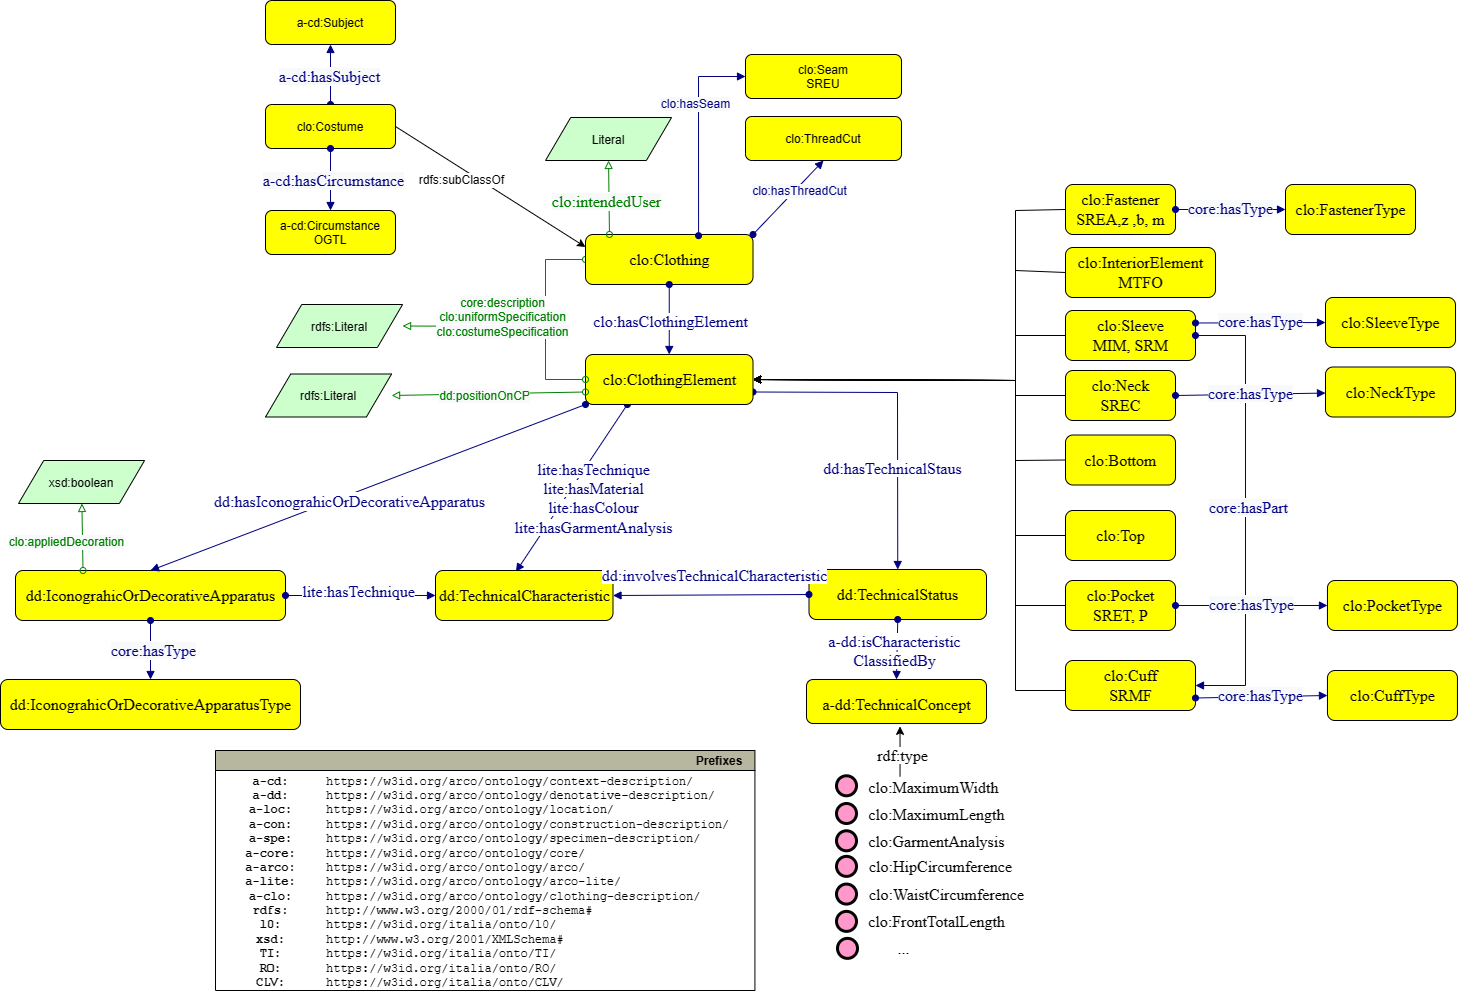 a-cd:Subject
a-cd:hasSubject
clo:Costume
a-cd:hasCircumstance
a-cd:Circumstance
OGTL
rdfs:subClassOf
Literal
clo:intendedUser
clo:Seam
SREU
clo:hasSeam
clo:ThreadCut
clo:hasThreadCut
clo:Clothing
core:description
clo:uniformSpecification
clo:costumeSpecification
rdfs:Literal
clo:hasClothingElement
clo:ClothingElement
rdfs:Literal
dd:positionOnCP
clo:Fastener
SREA,z ,b, m
core:hasType
clo:FastenerType
clo:InteriorElement
MTFO
clo:Sleeve
MIM, SRM
core:hasType
clo:SleeveType
clo:Neck
SREC
core:hasType
clo:NeckType
clo:Bottom
core:hasPart
clo:Top
clo:Pocket
SRET, P
core:hasType
clo:PocketType
clo:Cuff
SRMF
core:hasType
clo:CuffType
xsd:boolean
clo:appliedDecoration
dd:hasIconograhicOrDecorativeApparatus
lite:hasTechnique
lite:hasMaterial
lite:hasColour
lite:hasGarmentAnalysis
dd:hasTechnicalStaus
dd:IconograhicOrDecorativeApparatus
lite:hasTechnique
dd:TechnicalCharacteristic
dd:involvesTechnicalCharacteristic
dd:TechnicalStatus
core:hasType
dd:IconograhicOrDecorativeApparatusType
a-dd:isCharacteristic
ClassifiedBy
a-dd:TechnicalConcept
rdf:type
clo:MaximumWidth
clo:MaximumLength
clo:GarmentAnalysis
clo:HipCircumference
clo:WaistCircumference
clo:FrontTotalLength
...
Prefixes
a-cd: https://w3id.org/arco/ontology/context-description/
a-dd: https://w3id.org/arco/ontology/denotative-description/
a-loc: https://w3id.org/arco/ontology/location/
a-con: https://w3id.org/arco/ontology/construction-description/
a-spe: https://w3id.org/arco/ontology/specimen-description/
a-core: https://w3id.org/arco/ontology/core/
a-arco: https://w3id.org/arco/ontology/arco/
a-lite: https://w3id.org/arco/ontology/arco-lite/
a-clo: https://w3id.org/arco/ontology/clothing-description/
rdfs: http://www.w3.org/2000/01/rdf-schema#
l0: https://w3id.org/italia/onto/l0/
xsd: http://www.w3.org/2001/XMLSchema#
TI: https://w3id.org/italia/onto/TI/
RO: https://w3id.org/italia/onto/RO/
CLV: https://w3id.org/italia/onto/CLV/